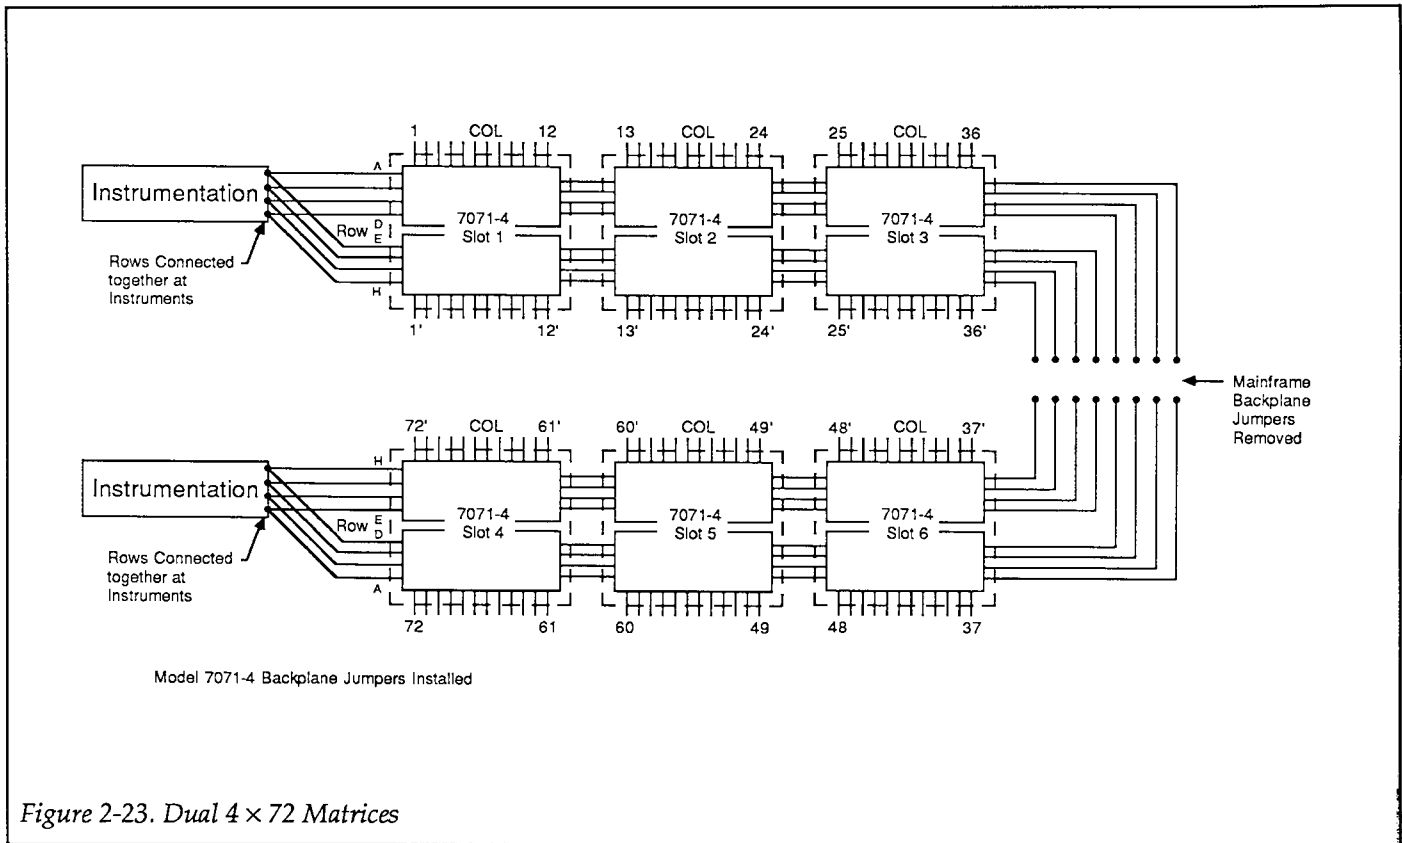 1 COL 12 13 COL 24 25 COL 36
A
Instrumentation
Row D
E
H
7071-4
Slot 1
7071-4
Slot 2
7071-4
Slot 3
Rows Connected
together at
Instruments
1' 12' 13' 24' 25' 36'
Mainframe
Backplane
Jumpers
Removed
72' COL 61' 60' COL 49' 48' COL 37'
H
Instrumentation
Row E
D
A
7071-4
Slot 4
7071-4
Slot 5
7071-4
Slot 6
Rows Connected
together at
Instruments
72 61 60 49 48 37
Model 7071-4 Backplane Jumpers Installed
Figure 2-23. Dual 4 × 72 Matrices